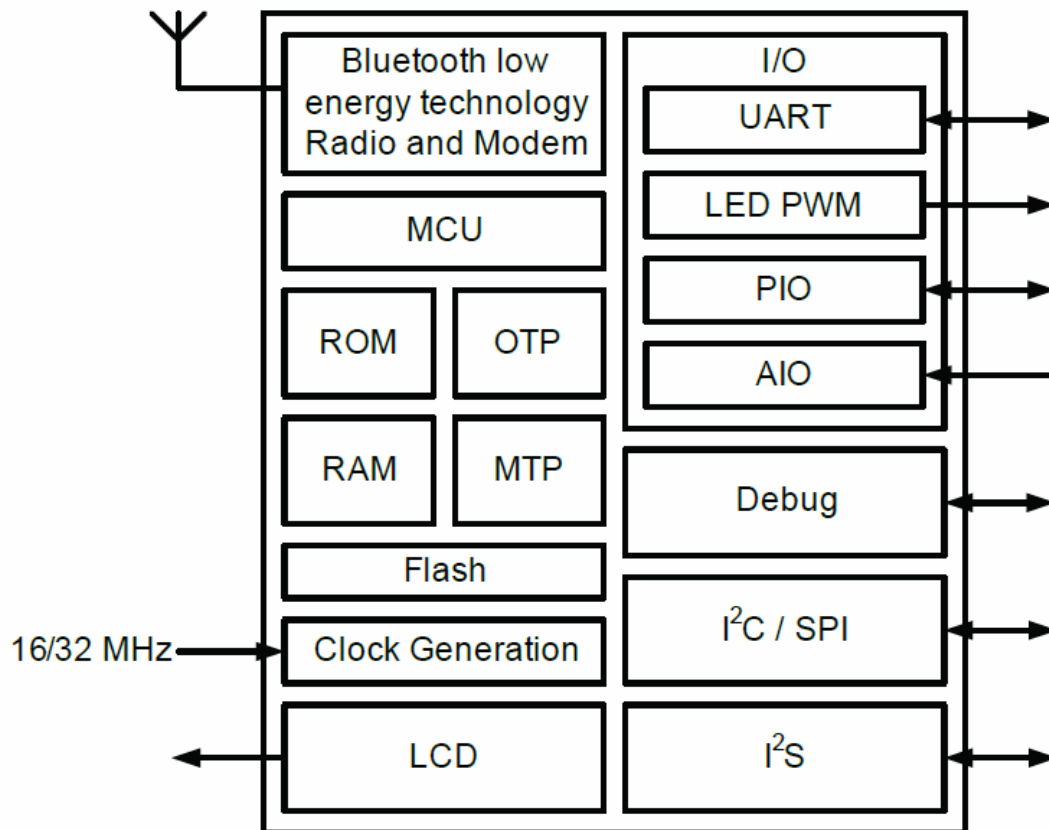 Bluetooth low
energy technology
Radio and Modem
MCU
ROM
OTP
RAM
MTP
Flash
16/32 MHz
Clock Generation
LCD
I/O
UART
LED PWM
PIO
AIO
Debug
I²C / SPI
I²S